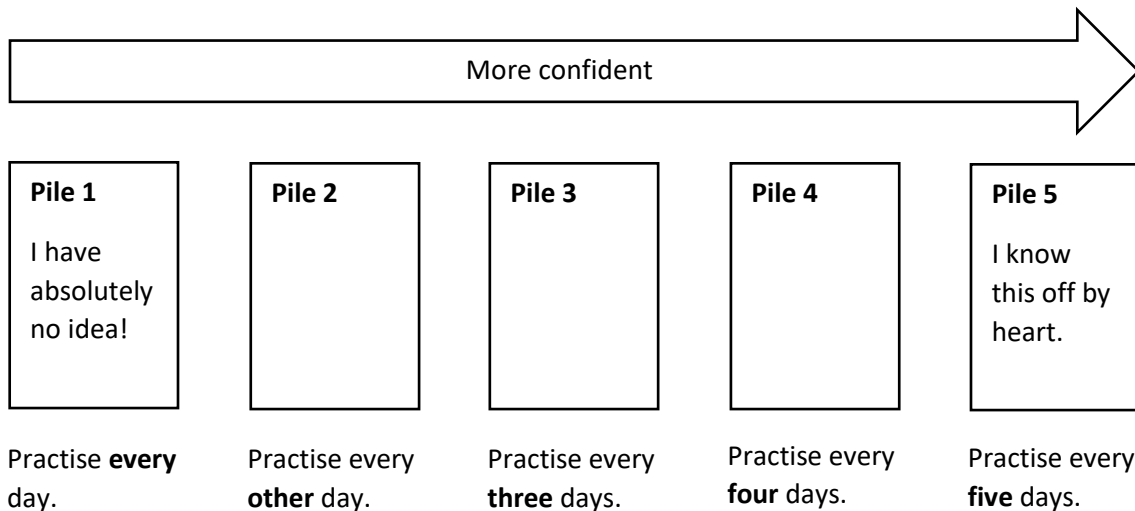 More confident
Pile 1
I have
absolutely
no idea!
Pile 2
Pile 3
Pile 4
Pile 5
I know
this off by
heart.
Practise every
day.
Practise every
other day.
Practise every
three days.
Practise every
four days.
Practise every
five days.